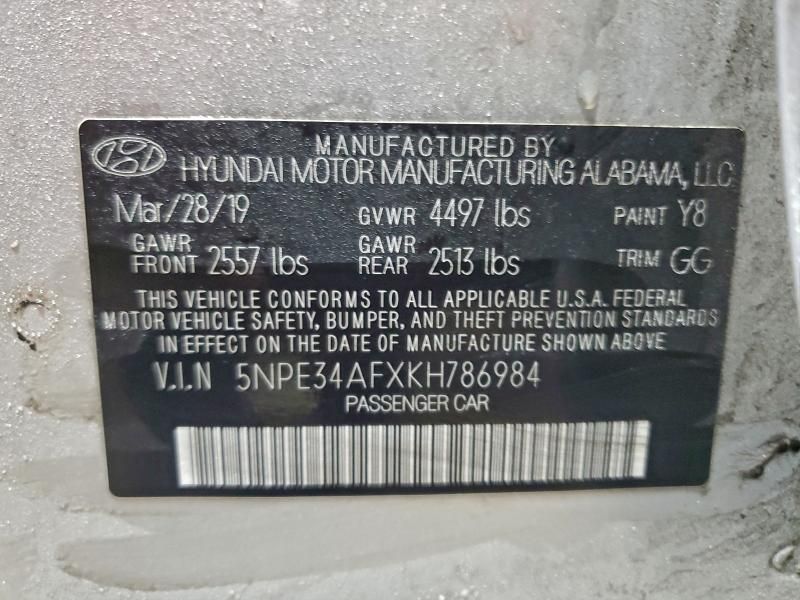 MANUFACTURED BY
HYUNDAI MOTOR MANUFACTURING ALABAMA, LLC
Mar/28/19 GVWR 4497 lbs PAINT Y8
GAWR FRONT 2557 lbs GAWR REAR 2513 lbs TRIM GG
THIS VEHICLE CONFORMS TO ALL APPLICABLE U.S.A. FEDERAL
MOTOR VEHICLE SAFETY, BUMPER, AND THEFT PREVENTION STANDARDS
IN EFFECT ON THE DATE OF MANUFACTURE SHOWN ABOVE
V.I.N 5NPE34AFXKH786984
PASSENGER CAR